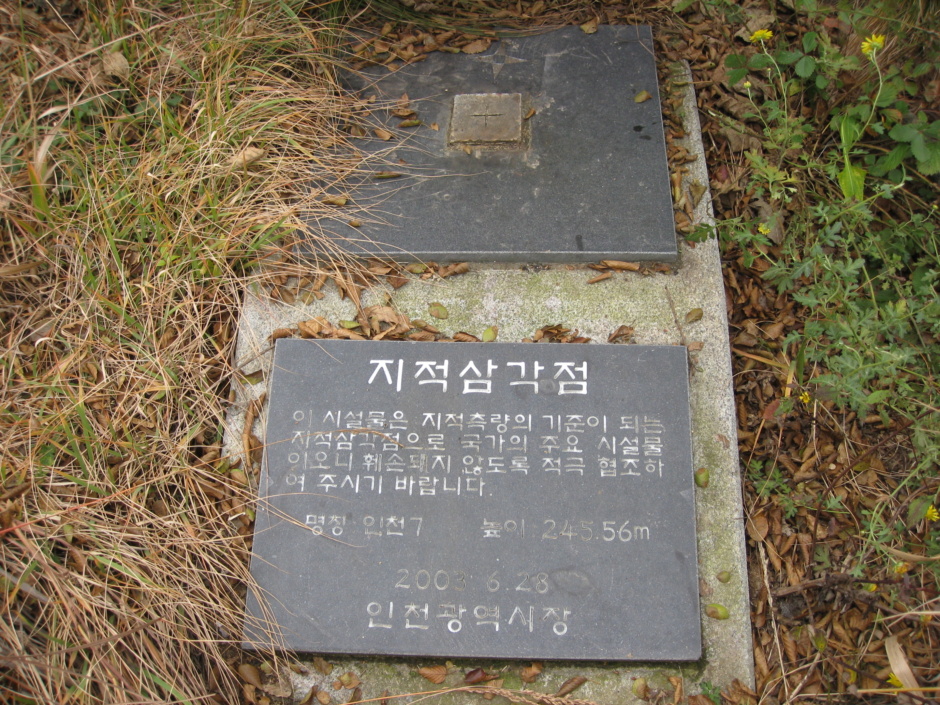 지적삼각점
이 시설물은 지적측량의 기준이 되는
지적삼각점으로 국가의 주요 시설물
이오니 훼손돼지 않도록 적극 협조하
여 주시기 바랍니다.
명칭 인천7 높이 245.56m
2003. 6. 28
인천광역시장